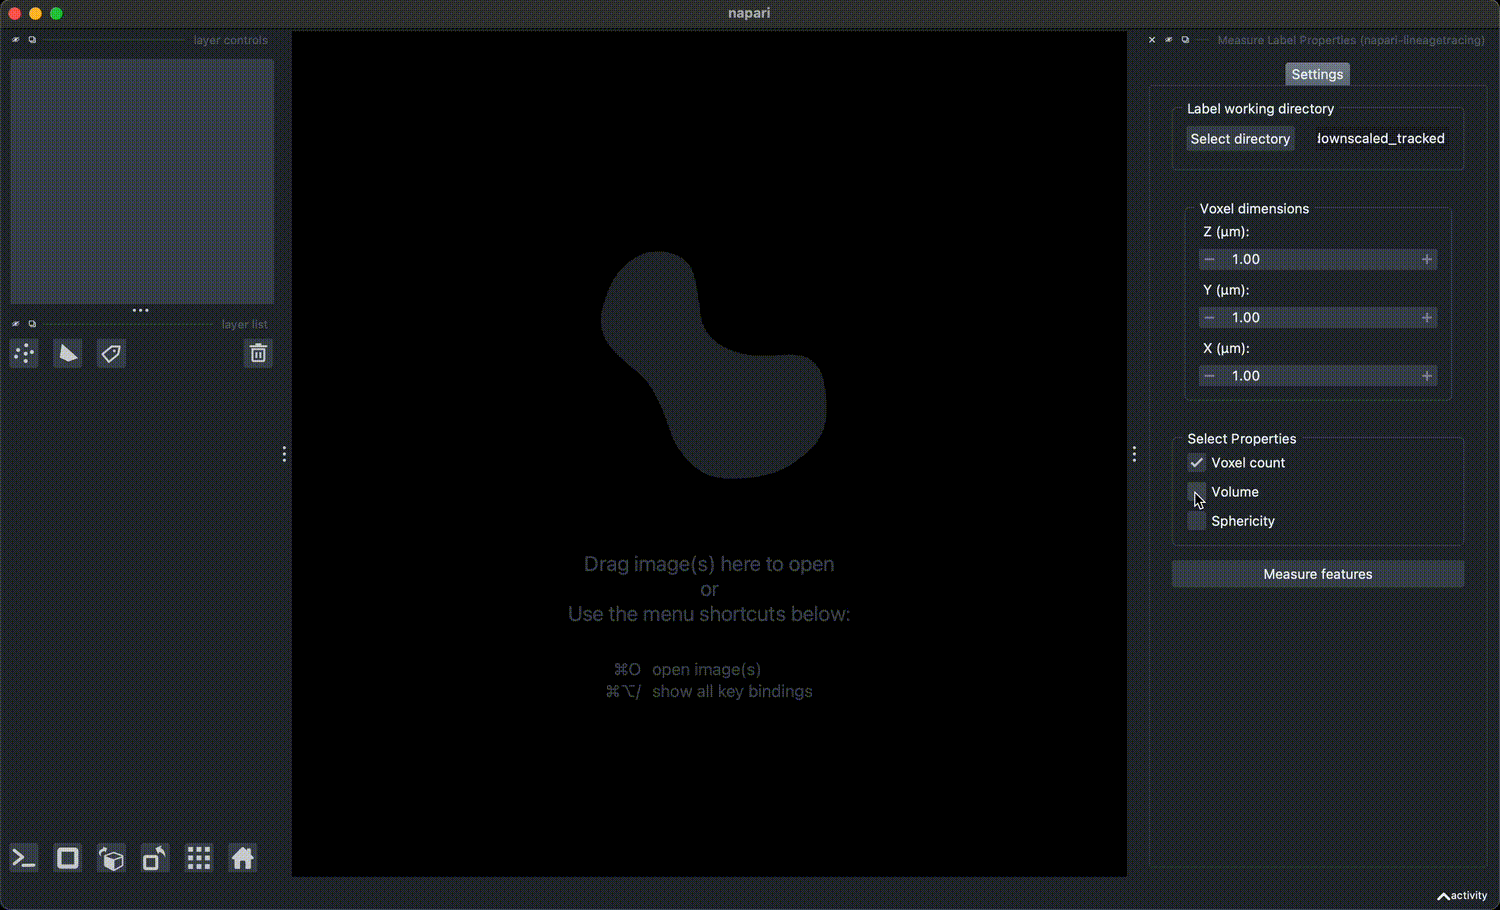 napari
layer controls
layer list
Drag image(s) here to open
or
Use the menu shortcuts below:
⌘O open image(s)
⌘⌥/ show all key bindings
Measure Label Properties (napari-lineagetracing)
Settings
Label working directory
Select directory
downscaled_tracked
Voxel dimensions
Z (μm):
1.00
Y (μm):
1.00
X (μm):
1.00
Select Properties
Voxel count
Volume
Sphericity
Measure features
activity